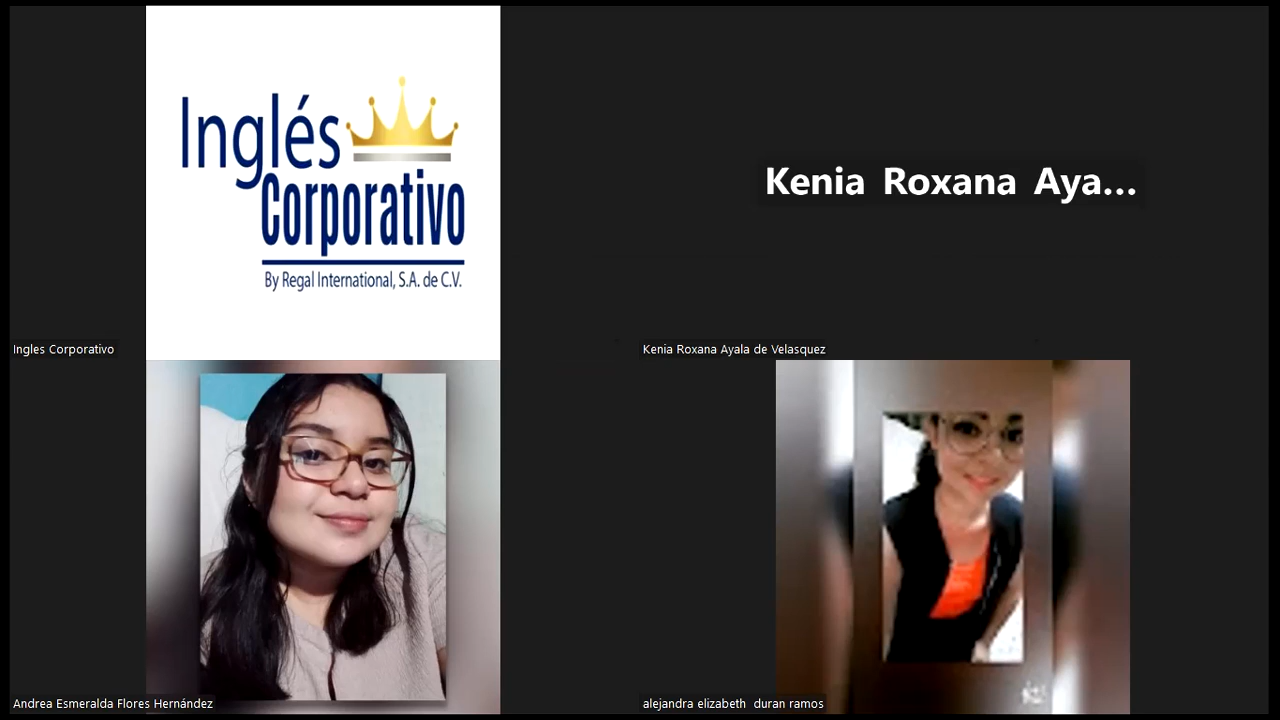 Inglés
Corporativo
By Regal International, S.A. de C.V.
Kenia Roxana Aya...
Ingles Corporativo
Kenia Roxana Ayala de Velasquez
Andrea Esmeralda Flores Hernández
alejandra elizabeth duran ramos